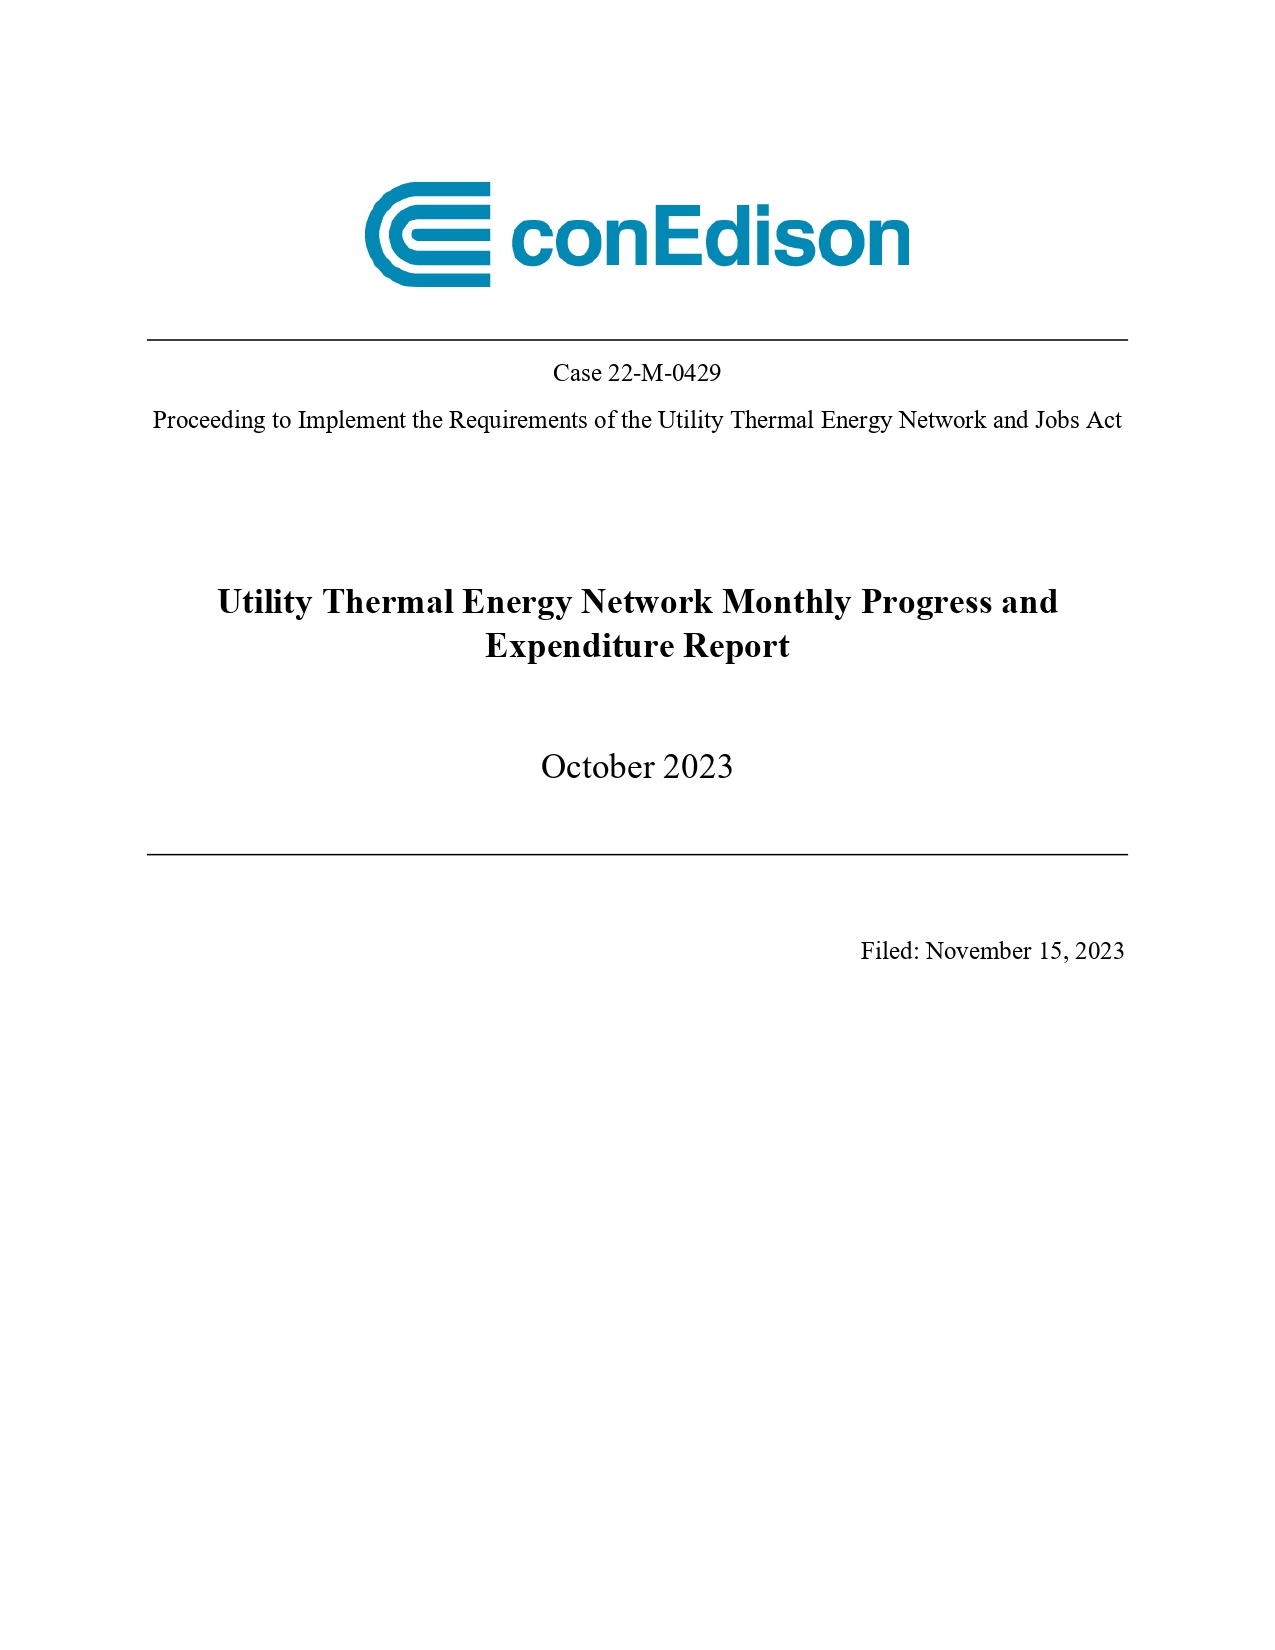 conEdison
Case 22-M-0429
Proceeding to Implement the Requirements of the Utility Thermal Energy Network and Jobs Act
Utility Thermal Energy Network Monthly Progress and
Expenditure Report
October 2023
Filed: November 15, 2023